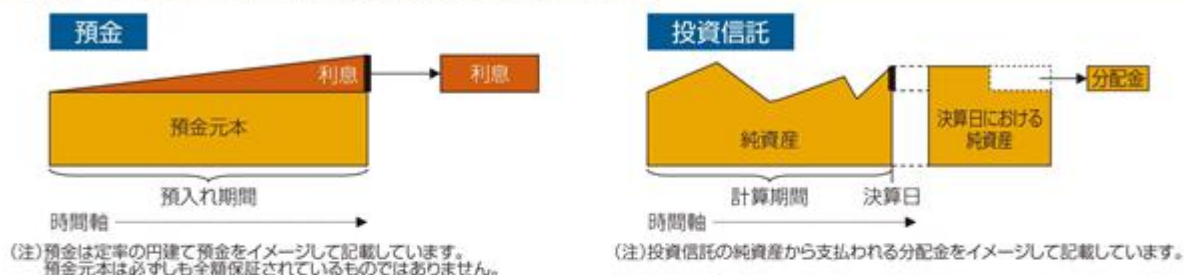 預金
利息
利息
預金元本
預入れ期間
時間軸
(注)預金は定率の円建て預金をイメージして記載しています。
預金元本は必ずしも全額保証されているものではありません。
投資信託
分配金
決算日における
純資産
純資産
計算期間
決算日
時間軸
(注)投資信託の純資産から支払われる分配金をイメージして記載しています。